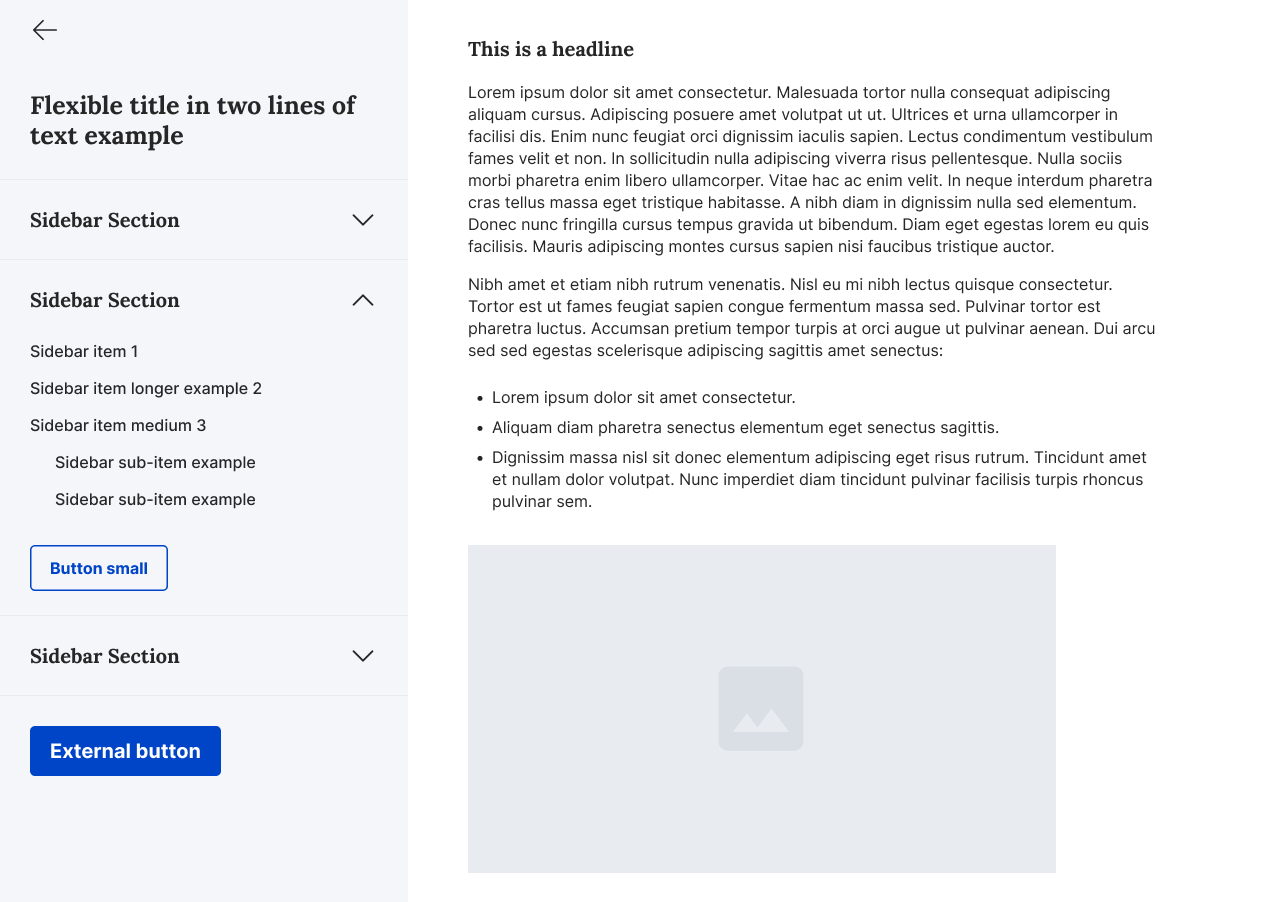 Flexible title in two lines of
text example
Sidebar Section
Sidebar Section
Sidebar item 1
Sidebar item longer example 2
Sidebar item medium 3
Sidebar sub-item example
Sidebar sub-item example
Button small
Sidebar Section
External button
This is a headline
Lorem ipsum dolor sit amet consectetur. Malesuada tortor nulla consequat adipiscing
aliquam cursus. Adipiscing posuere amet volutpat ut ut. Ultrices et urna ullamcorper in
facilisi dis. Enim nunc feugiat orci dignissim iaculis sapien. Lectus condimentum vestibulum
fames velit et non. In sollicitudin nulla adipiscing viverra risus pellentesque. Nulla sociis
morbi pharetra enim libero ullamcorper. Vitae hac ac enim velit. In neque interdum pharetra
cras tellus massa eget tristique habitasse. A nibh diam in dignissim nulla sed elementum.
Donec nunc fringilla cursus tempus gravida ut bibendum. Diam eget egestas lorem eu quis
facilisis. Mauris adipiscing montes cursus sapien nisi faucibus tristique auctor.
Nibh amet et etiam nibh rutrum venenatis. Nisl eu mi nibh lectus quisque consectetur.
Tortor est ut fames feugiat sapien congue fermentum massa sed. Pulvinar tortor est
pharetra luctus. Accumsan pretium tempor turpis at orci augue ut pulvinar aenean. Dui arcu
sed sed egestas scelerisque adipiscing sagittis amet senectus:
• Lorem ipsum dolor sit amet consectetur.
• Aliquam diam pharetra senectus elementum eget senectus sagittis.
• Dignissim massa nisl sit donec elementum adipiscing eget risus rutrum. Tincidunt amet
et nullam dolor volutpat. Nunc imperdiet diam tincidunt pulvinar facilisis turpis rhoncus
pulvinar sem.